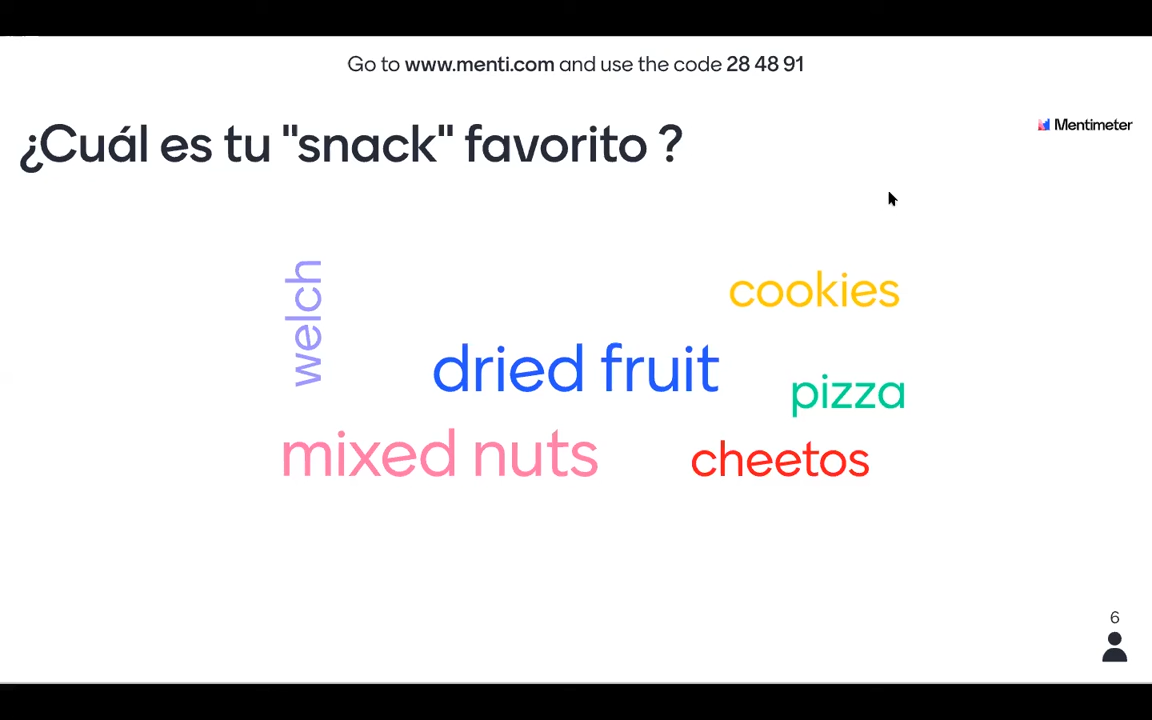 Go to www.menti.com and use the code 28 48 91
¿Cuál es tu "snack" favorito ?
Mentimeter
welch
cookies
dried fruit
pizza
mixed nuts
cheetos
6